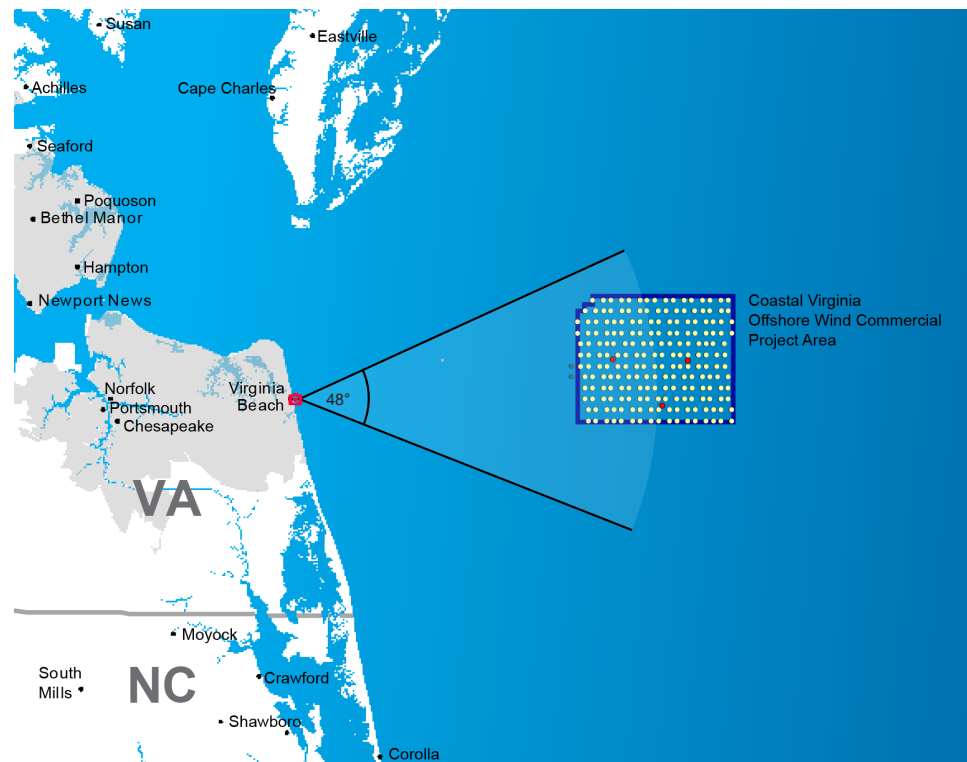 Susan
Eastville
Achilles
Cape Charles
Seaford
Poquoson
Bethel Manor
Hampton
Newport News
Coastal Virginia
Offshore Wind Commercial
Project Area
Norfolk
Portsmouth
Chesapeake
Virginia
Beach
48°
VA
Moyock
South
Mills
NC
Crawford
Shawboro
Corolla